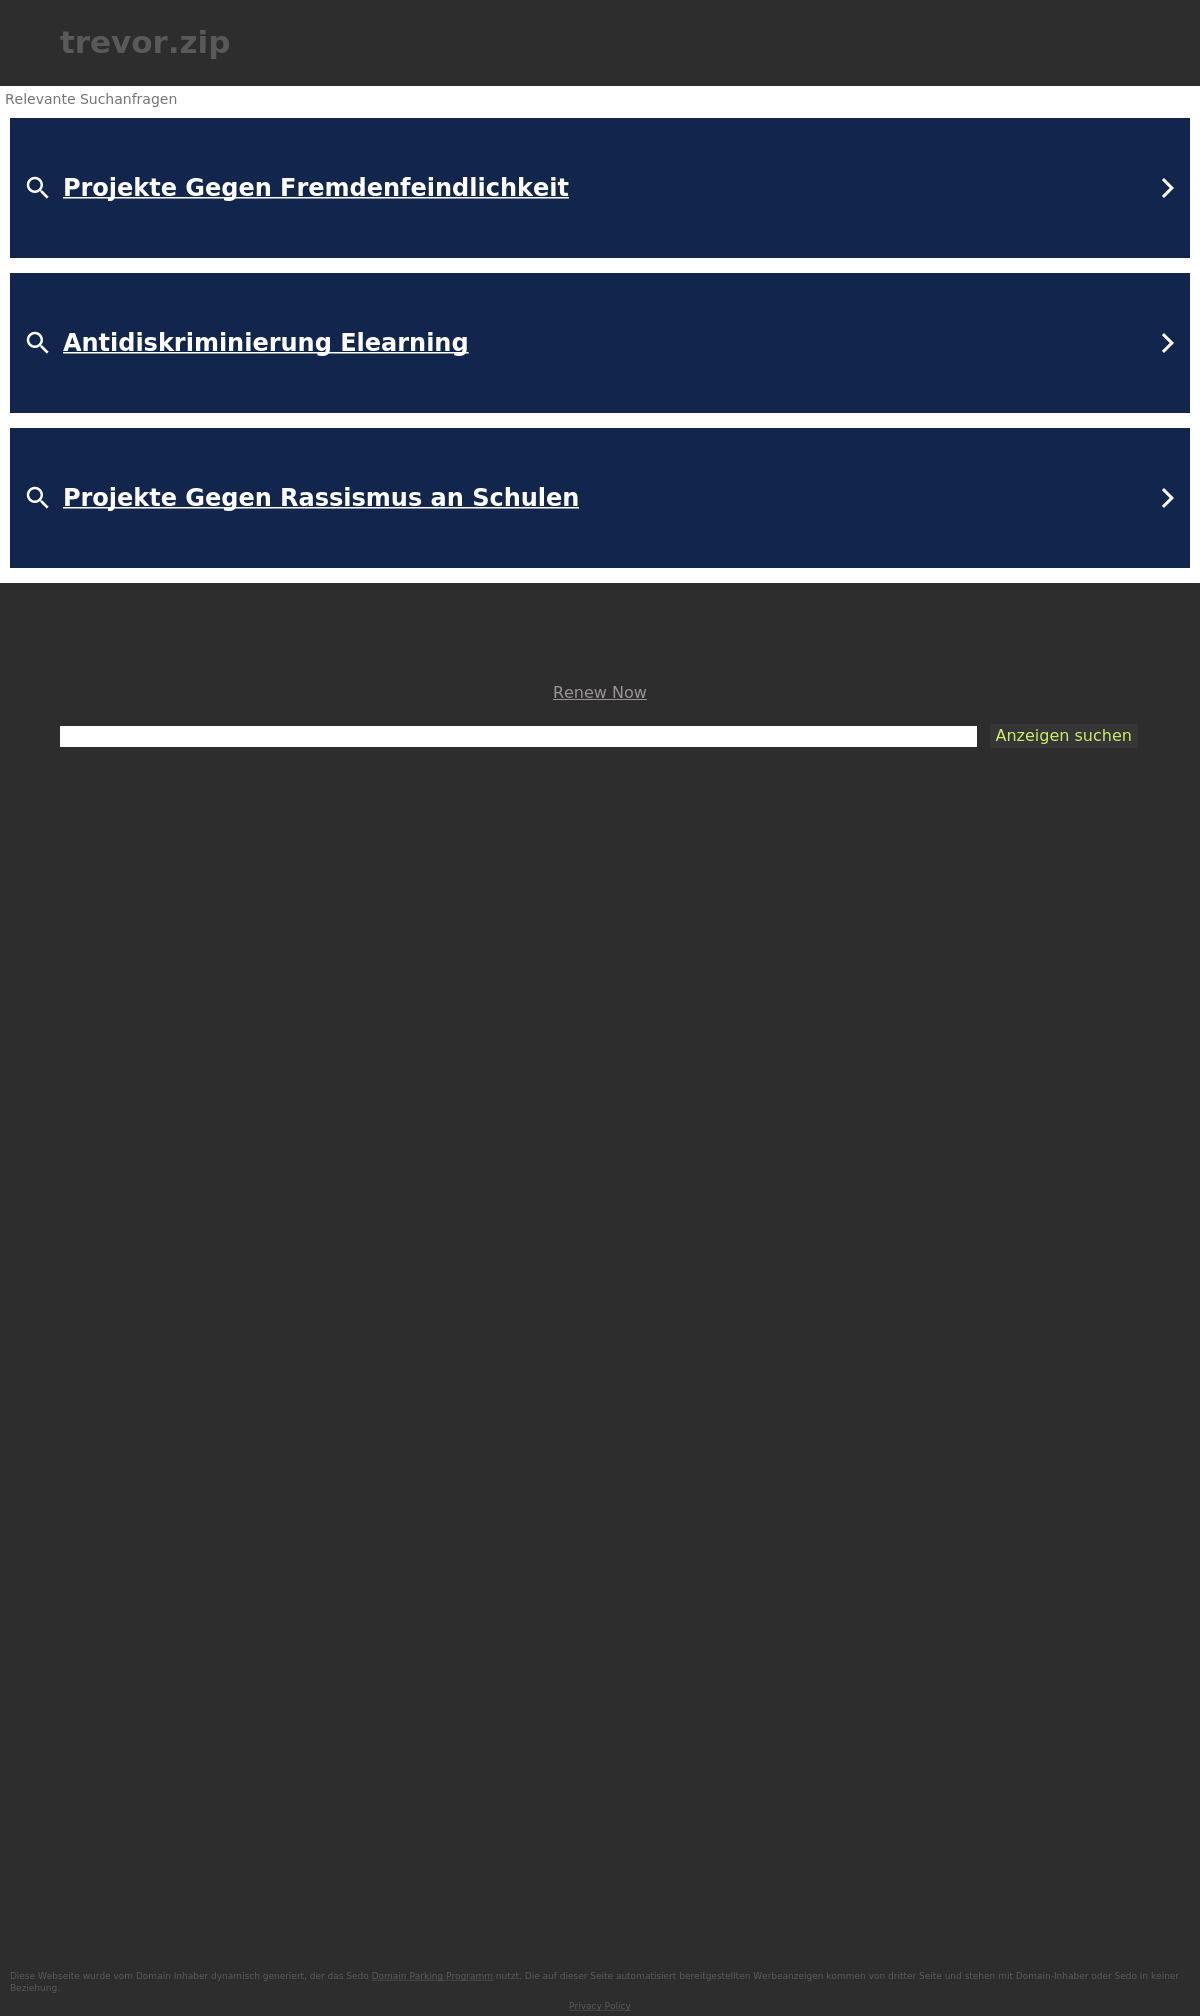 trevor.zip
Relevante Suchanfragen
Projekte Gegen Fremdenfeindlichkeit
Antidiskriminierung Elearning
Projekte Gegen Rassismus an Schulen
Renew Now
Anzeigen suchen
Diese Webseite wurde vom Domain Inhaber dynamisch generiert, der das Sedo Domain Parking Programm nutzt. Die auf dieser Seite automatisiert bereitgestellten Werbeanzeigen kommen von dritter Seite und stehen mit Domain-Inhaber oder Sedo in keiner
Beziehung.
Privacy Policy